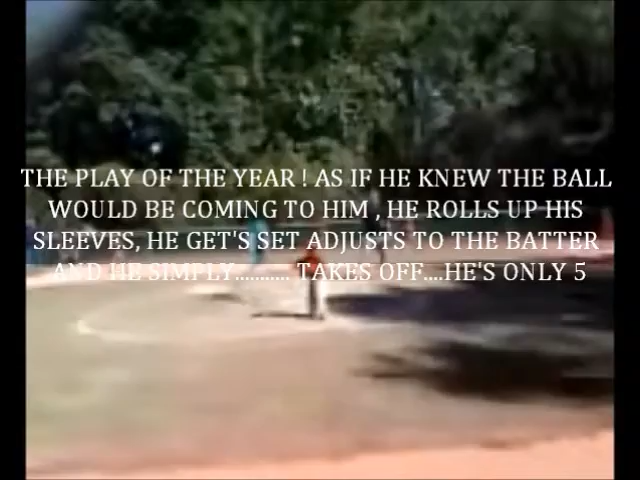 THE PLAY OF THE YEAR ! AS IF HE KNEW THE BALL
WOULD BE COMING TO HIM , HE ROLLS UP HIS
SLEEVES, HE GET'S SET ADJUSTS TO THE BATTER
AND HE SIMPLY.......... TAKES OFF....HE'S ONLY 5